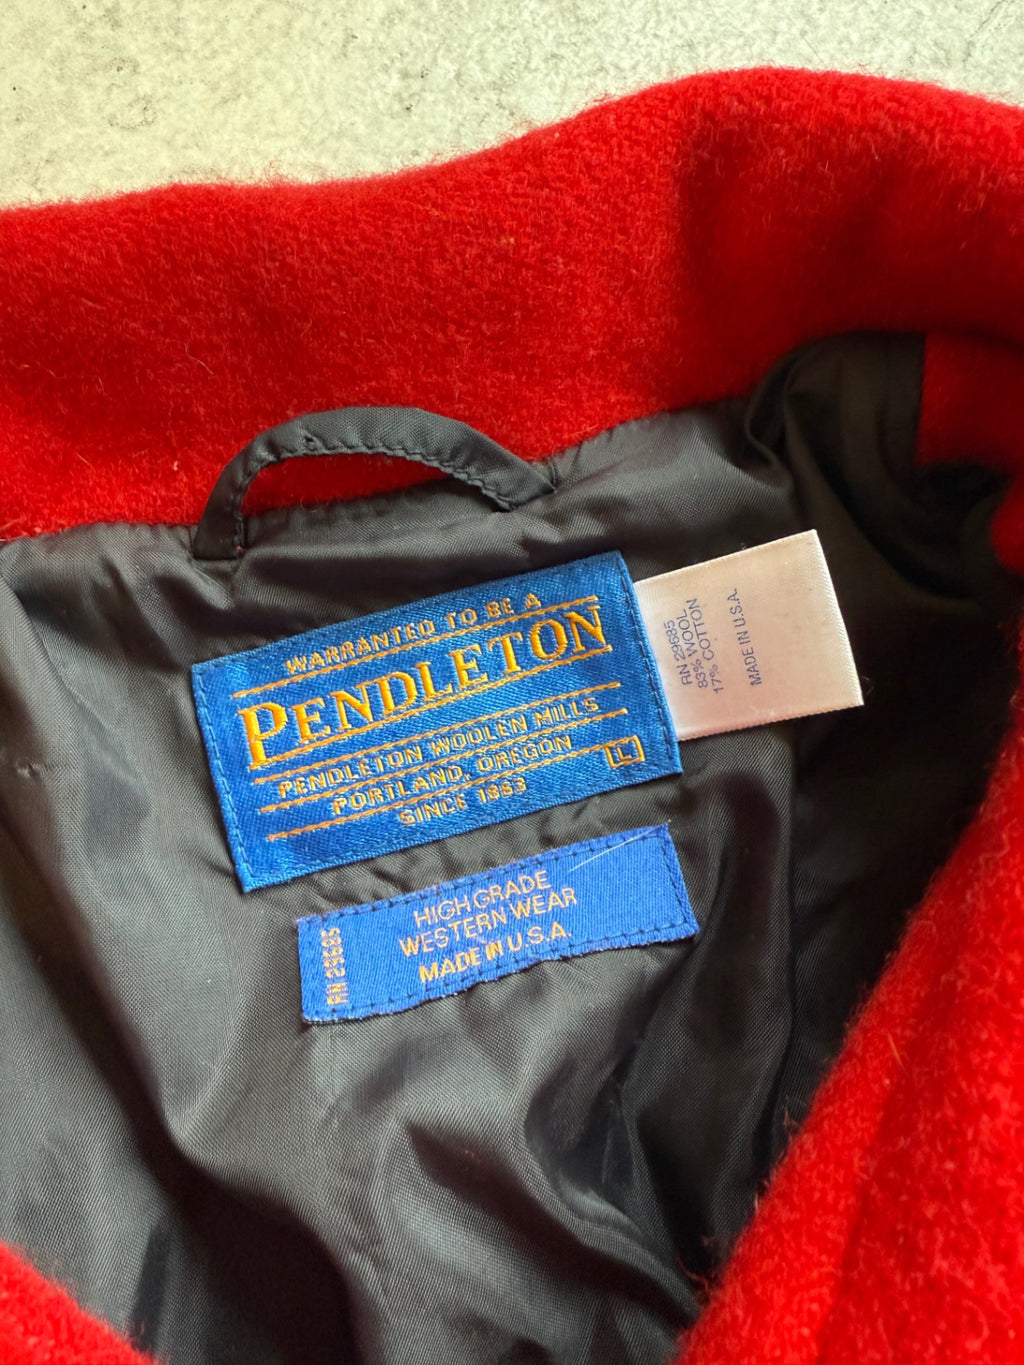 WARRANTED TO BE A
PENDLETON
PENDLETON WOOLEN MILLS
PORTLAND, OREGON
SINCE 1863
L
RN 29685
83% WOOL
17% COTTON
MADE IN U.S.A.
HIGH GRADE
WESTERN WEAR
MADE IN U.S.A.
RN 29685